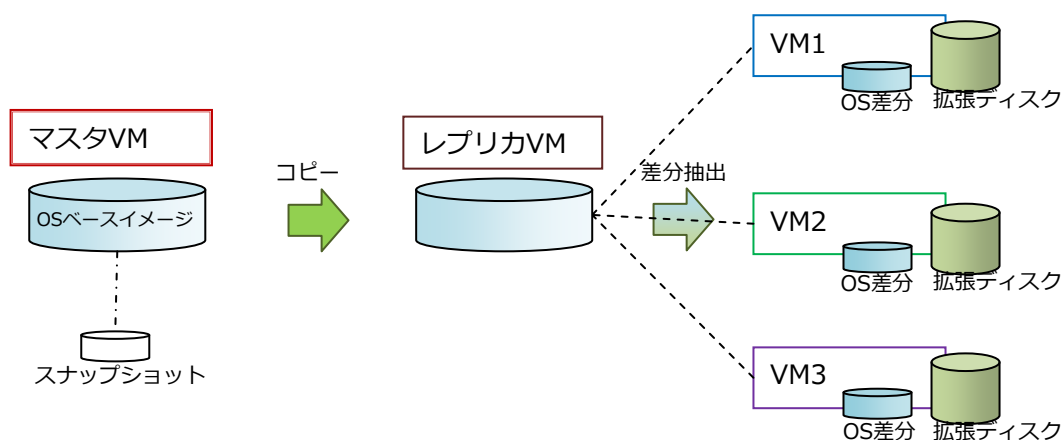 マスタVM
OSベースイメージ
スナップショット
コピー
レプリカVM
差分抽出
VM1
OS差分
拡張ディスク
VM2
OS差分
拡張ディスク
VM3
OS差分
拡張ディスク